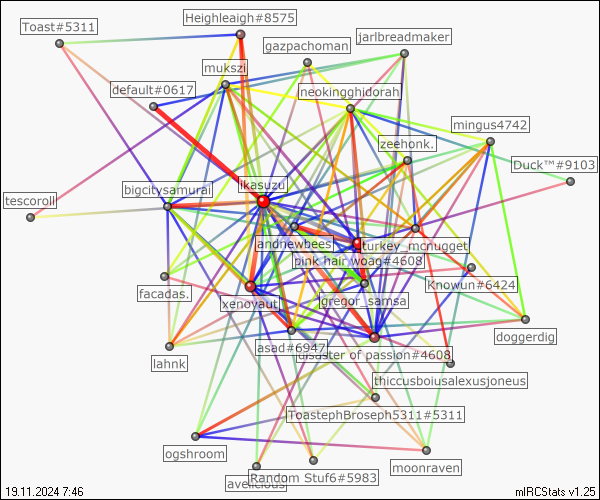 Heighleigh#8575
Toast#5311
jarlbreadmaker
gazpachoman
mukszi
default#0617
neokingghidorah
mingus4742
zeehonk.
Duck™#9103
ikasuzu
bigcitysamurai
tescoroll
andnewbees
turkey_mcnugget
pink hair woag#4608
facadas.
Knowun#6424
xenoyaut
gregor_samsa
doggerdig
asad#6947
disaster of passion#4608
lahnk
thiccusboiusalexusjoneus
ToastephBroseph5311#5311
ogshroom
moonraven
Random Stuf6#5983
avelicious
19.11.2024 7:46
mIRCStats v1.25